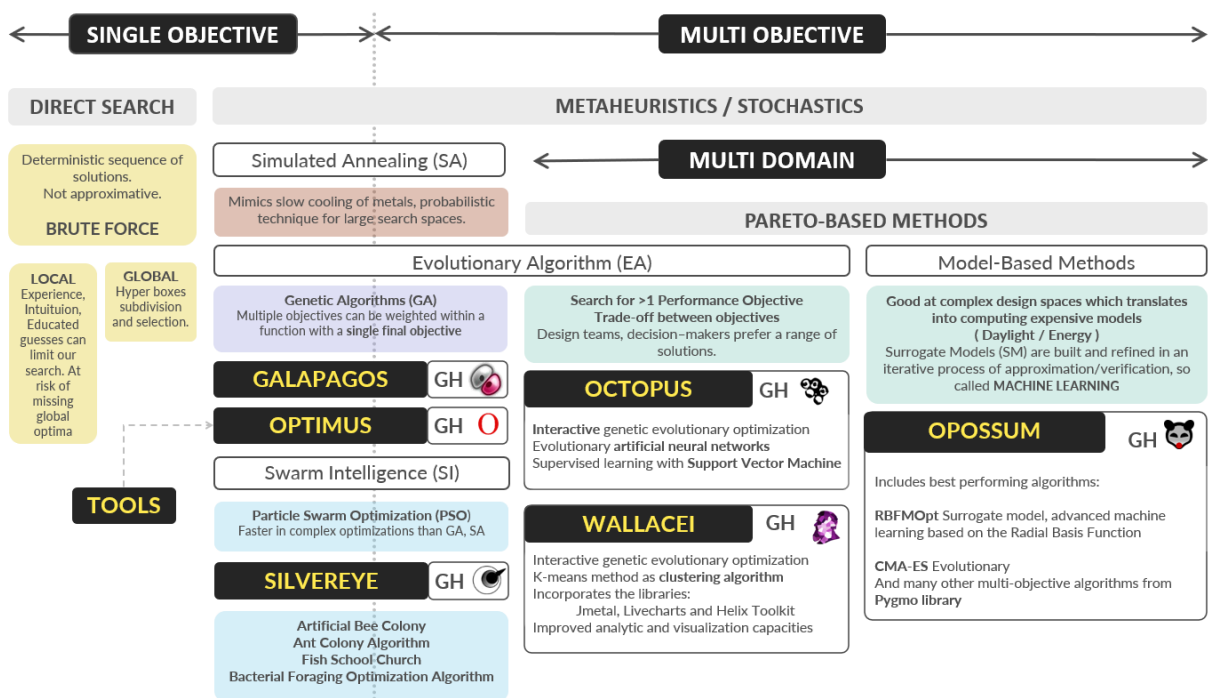 SINGLE OBJECTIVE
MULTI OBJECTIVE
DIRECT SEARCH
METAHEURISTICS / STOCHASTICS
Deterministic sequence of
solutions.
Not approximative.
BRUTE FORCE
LOCAL
Experience,
Intuituion,
Educated
guesses can
limit our
search. At
risk of
missing
global
optima
GLOBAL
Hyper boxes
subdivision
and selection.
TOOLS
Simulated Annealing (SA)
Mimics slow cooling of metals, probabilistic
technique for large search spaces.
MULTI DOMAIN
PARETO-BASED METHODS
Evolutionary Algorithm (EA)
Model-Based Methods
Genetic Algorithms (GA)
Multiple objectives can be weighted within a
function with a single final objective
GALAPAGOS
GH
OPTIMUS
GH O
Swarm Intelligence (SI)
Particle Swarm Optimization (PSO)
Faster in complex optimizations than GA, SA
SILVEREYE
GH
Artificial Bee Colony
Ant Colony Algorithm
Fish School Church
Bacterial Foraging Optimization Algorithm
Search for >1 Performance Objective
Trade-off between objectives
Design teams, decision–makers prefer a range of
solutions.
OCTOPUS
GH
Interactive genetic evolutionary optimization
Evolutionary artificial neural networks
Supervised learning with Support Vector Machine
WALLACEI
GH
Interactive genetic evolutionary optimization
K-means method as clustering algorithm
Incorporates the libraries:
Jmetal, Livecharts and Helix Toolkit
Improved analytic and visualization capacities
Good at complex design spaces which translates
into computing expensive models
( Daylight / Energy )
Surrogate Models (SM) are built and refined in an
iterative process of approximation/verification, so
called MACHINE LEARNING
OPOSSUM
GH
Includes best performing algorithms:
RBFMOpt Surrogate model, advanced machine
learning based on the Radial Basis Function
CMA-ES Evolutionary
And many other multi-objective algorithms from
Pygmo library